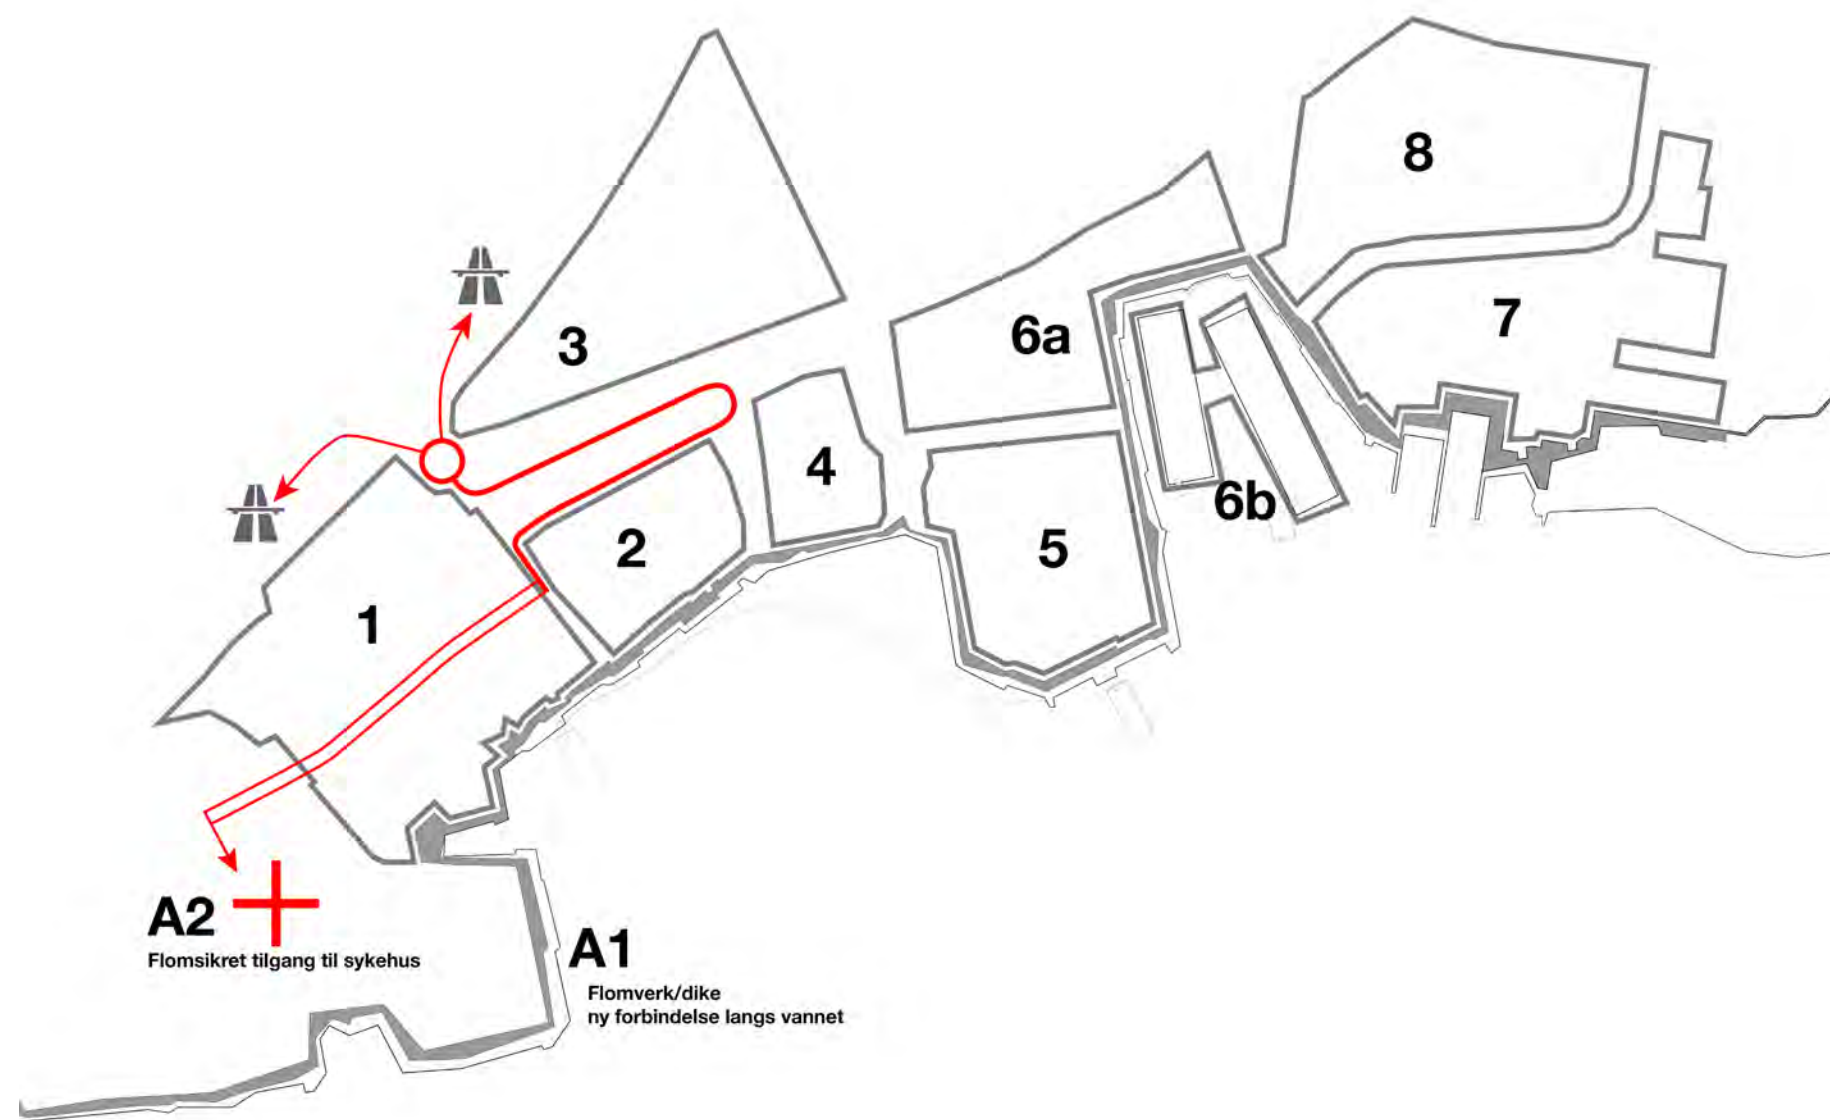 8
7
3
6a
4
6b
2
5
1
A2
Flomsikret tilgang til sykehus
A1
Flomverk/dike
ny forbindelse langs vannet